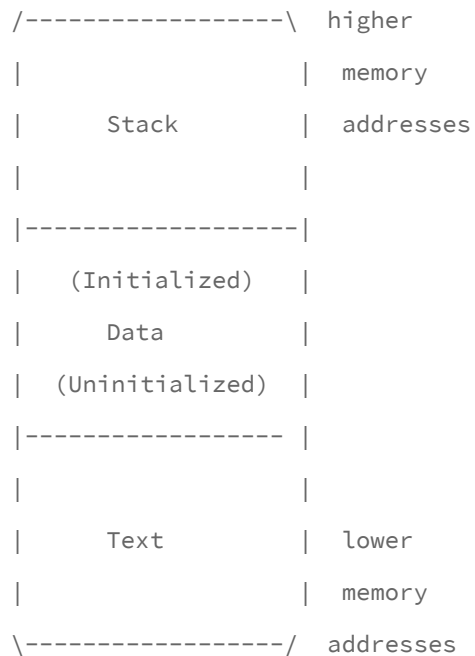 /------------------\ higher
| | memory
| Stack | addresses
| |
|-------------------|
| (Initialized) |
| Data |
| (Uninitialized) |
|------------------ |
| |
| Text | lower
| | memory
\------------------/ addresses